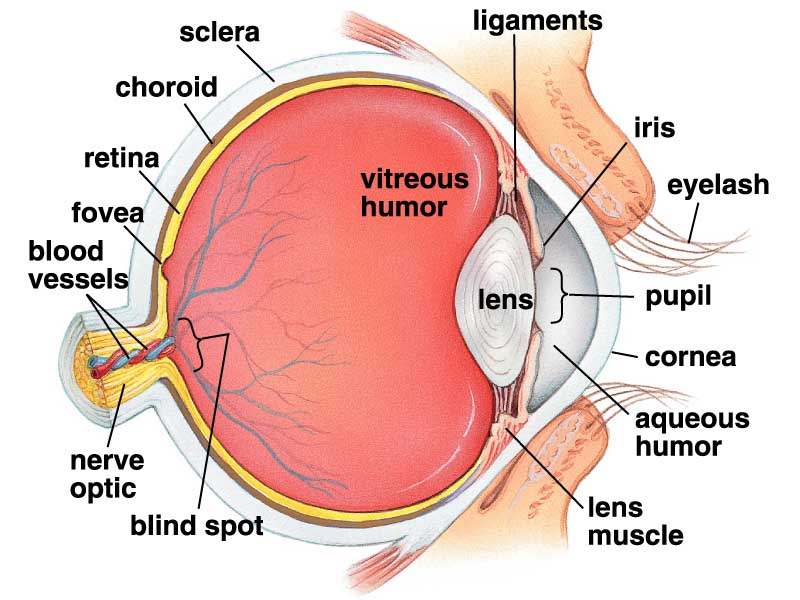 ligaments
sclera
choroid
iris
retina
vitreous
humor
eyelash
fovea
blood
vessels
lens
pupil
cornea
aqueous
humor
nerve
optic
blind spot
lens
muscle